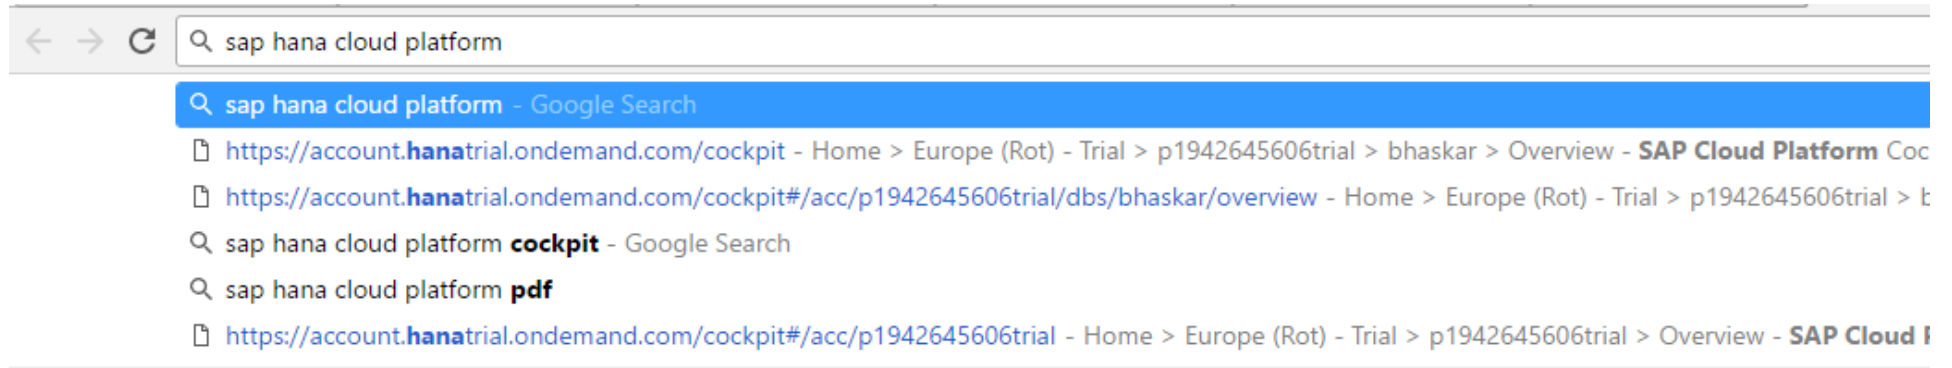 sap hana cloud platform
sap hana cloud platform - Google Search
https://account.hanatrial.ondemand.com/cockpit - Home > Europe (Rot) - Trial > p1942645606trial > bhaskar > Overview - SAP Cloud Platform Coc
https://account.hanatrial.ondemand.com/cockpit#/acc/p1942645606trial/dbs/bhaskar/overview - Home > Europe (Rot) - Trial > p1942645606trial >
sap hana cloud platform cockpit - Google Search
sap hana cloud platform pdf
https://account.hanatrial.ondemand.com/cockpit#/acc/p1942645606trial - Home > Europe (Rot) - Trial > p1942645606trial > Overview - SAP Cloud